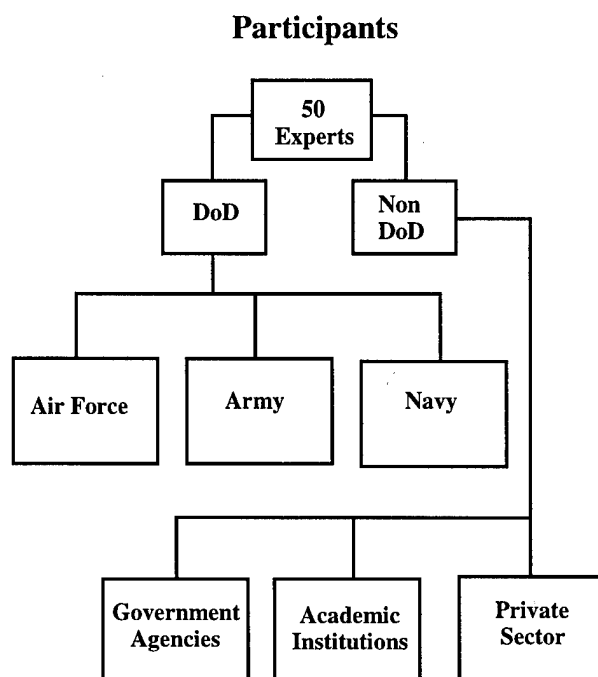 Participants
50
Experts
DoD
Non
DoD
Air Force
Army
Navy
Government
Agencies
Academic
Institutions
Private
Sector